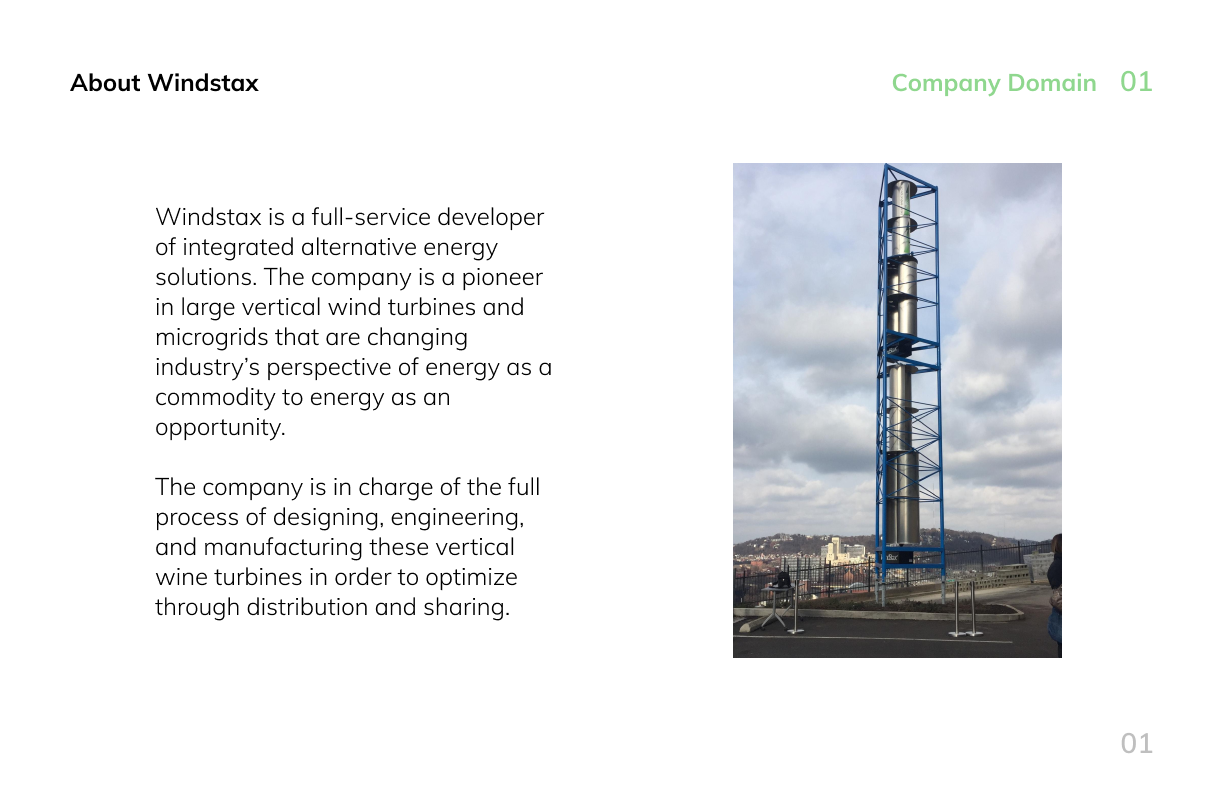 About Windstax
Company Domain 01
Windstax is a full-service developer
of integrated alternative energy
solutions. The company is a pioneer
in large vertical wind turbines and
microgrids that are changing
industry’s perspective of energy as a
commodity to energy as an
opportunity.
The company is in charge of the full
process of designing, engineering,
and manufacturing these vertical
wine turbines in order to optimize
through distribution and sharing.
01